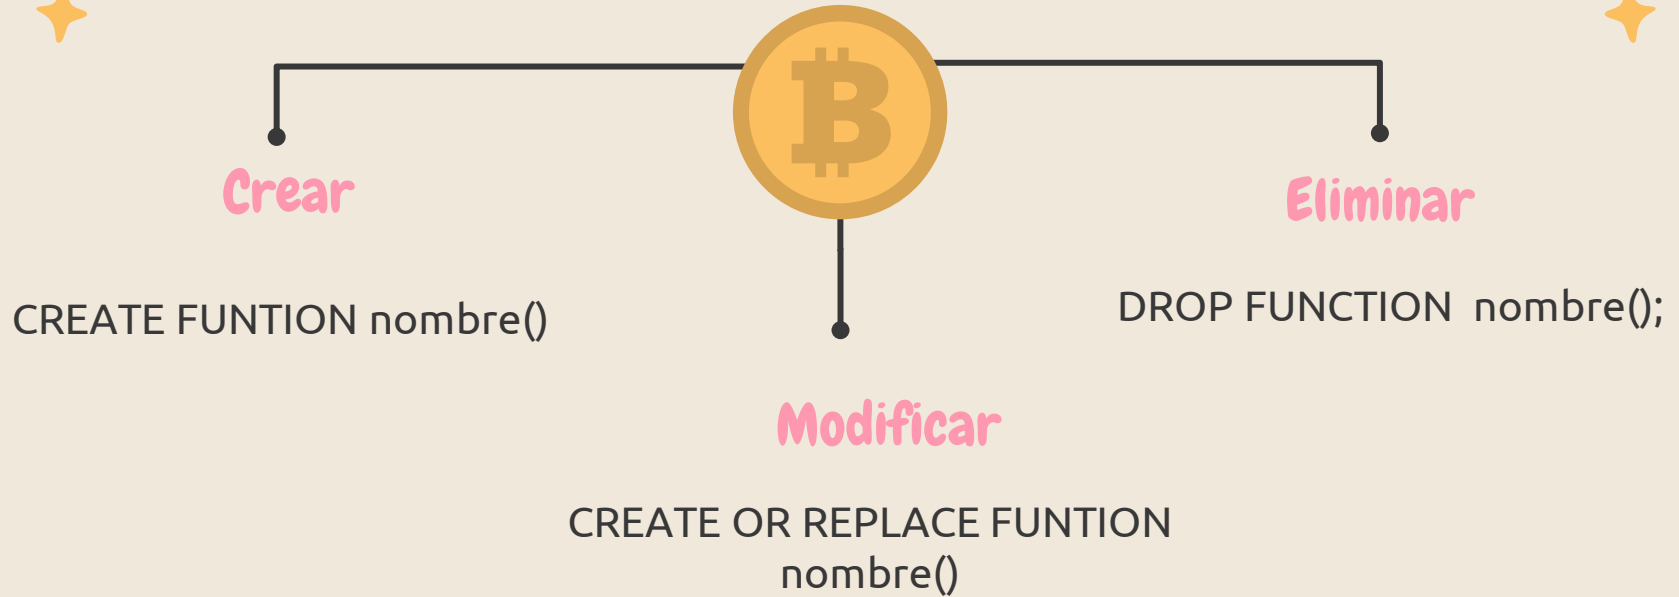 Crear
CREATE FUNTION nombre()
Modificar
CREATE OR REPLACE FUNTION
nombre()
Eliminar
DROP FUNCTION nombre();